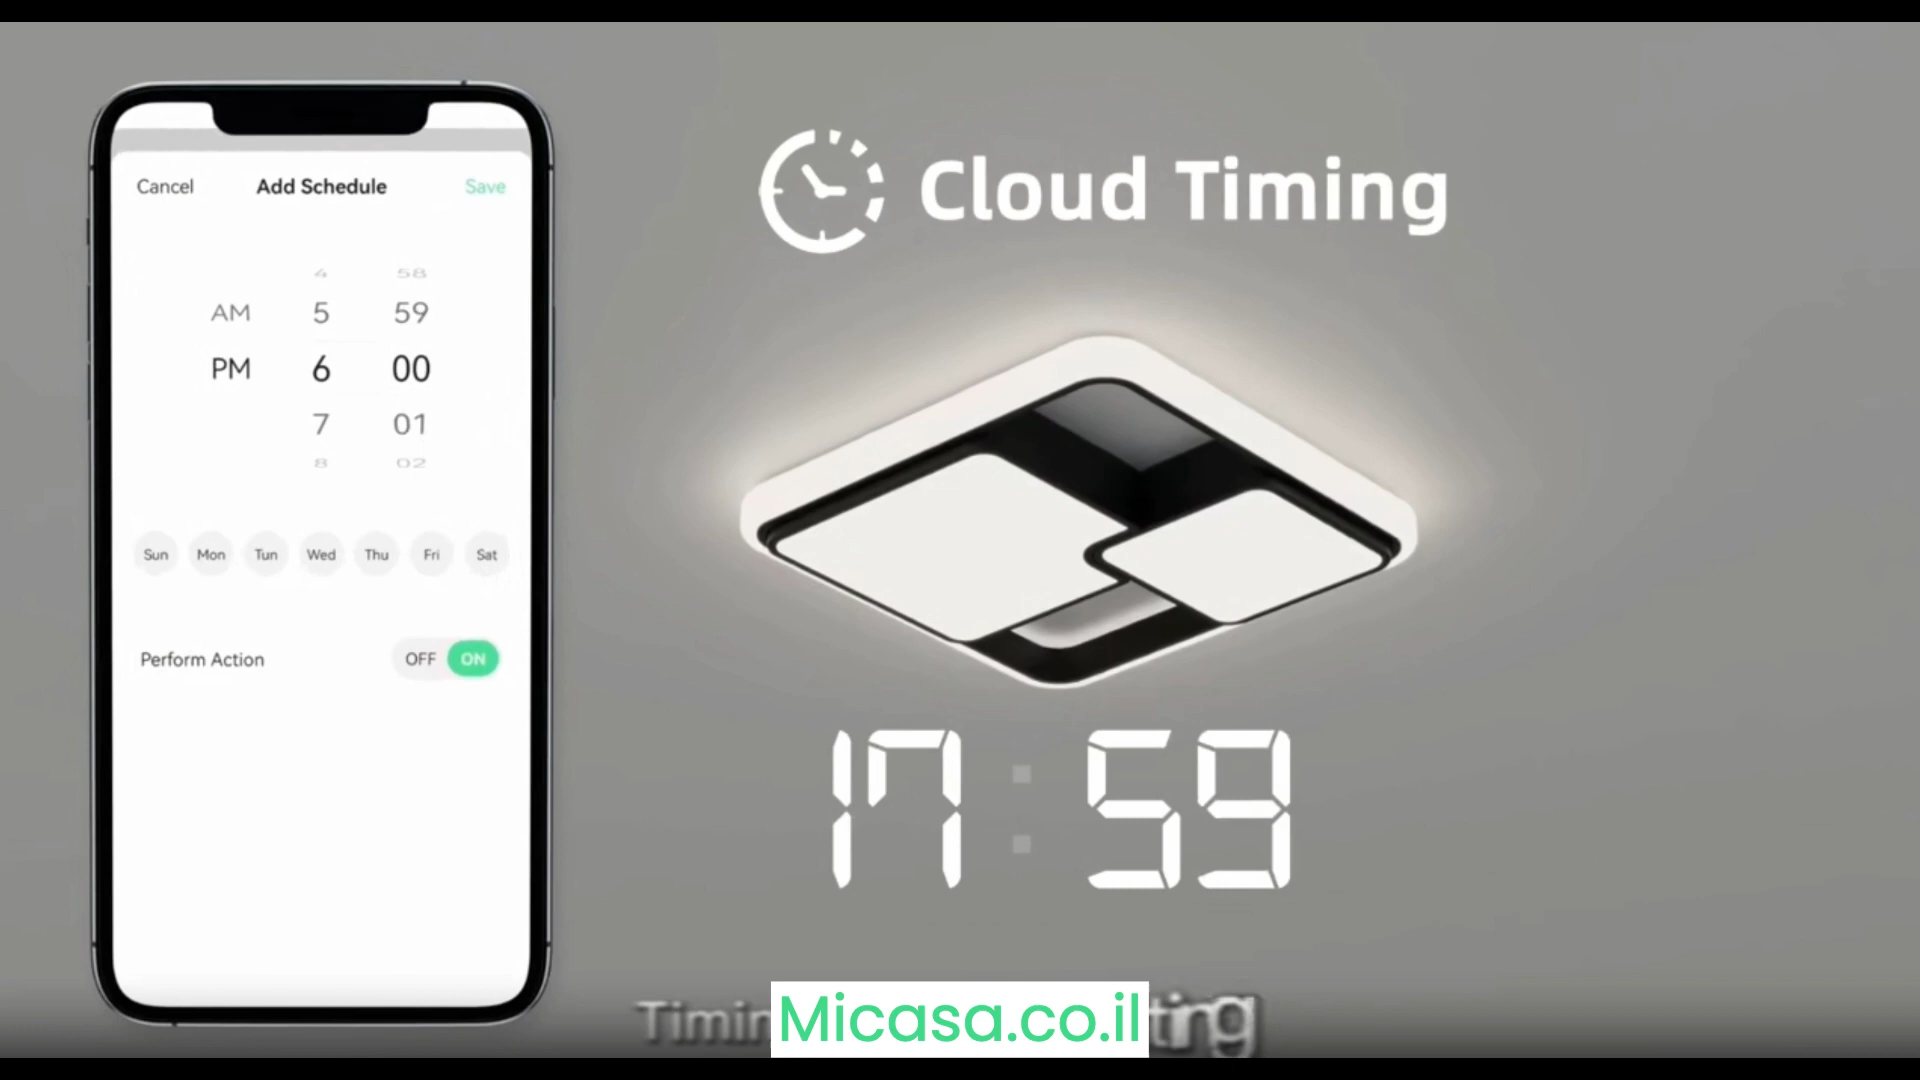 Cloud Timing
Cancel Add Schedule Save
4 58
AM 5 59
PM 6 00
7 01
8 02
Sun Mon Tun Wed Thu Fri Sat
Perform Action OFF ON
17:59
Micasa.co.il